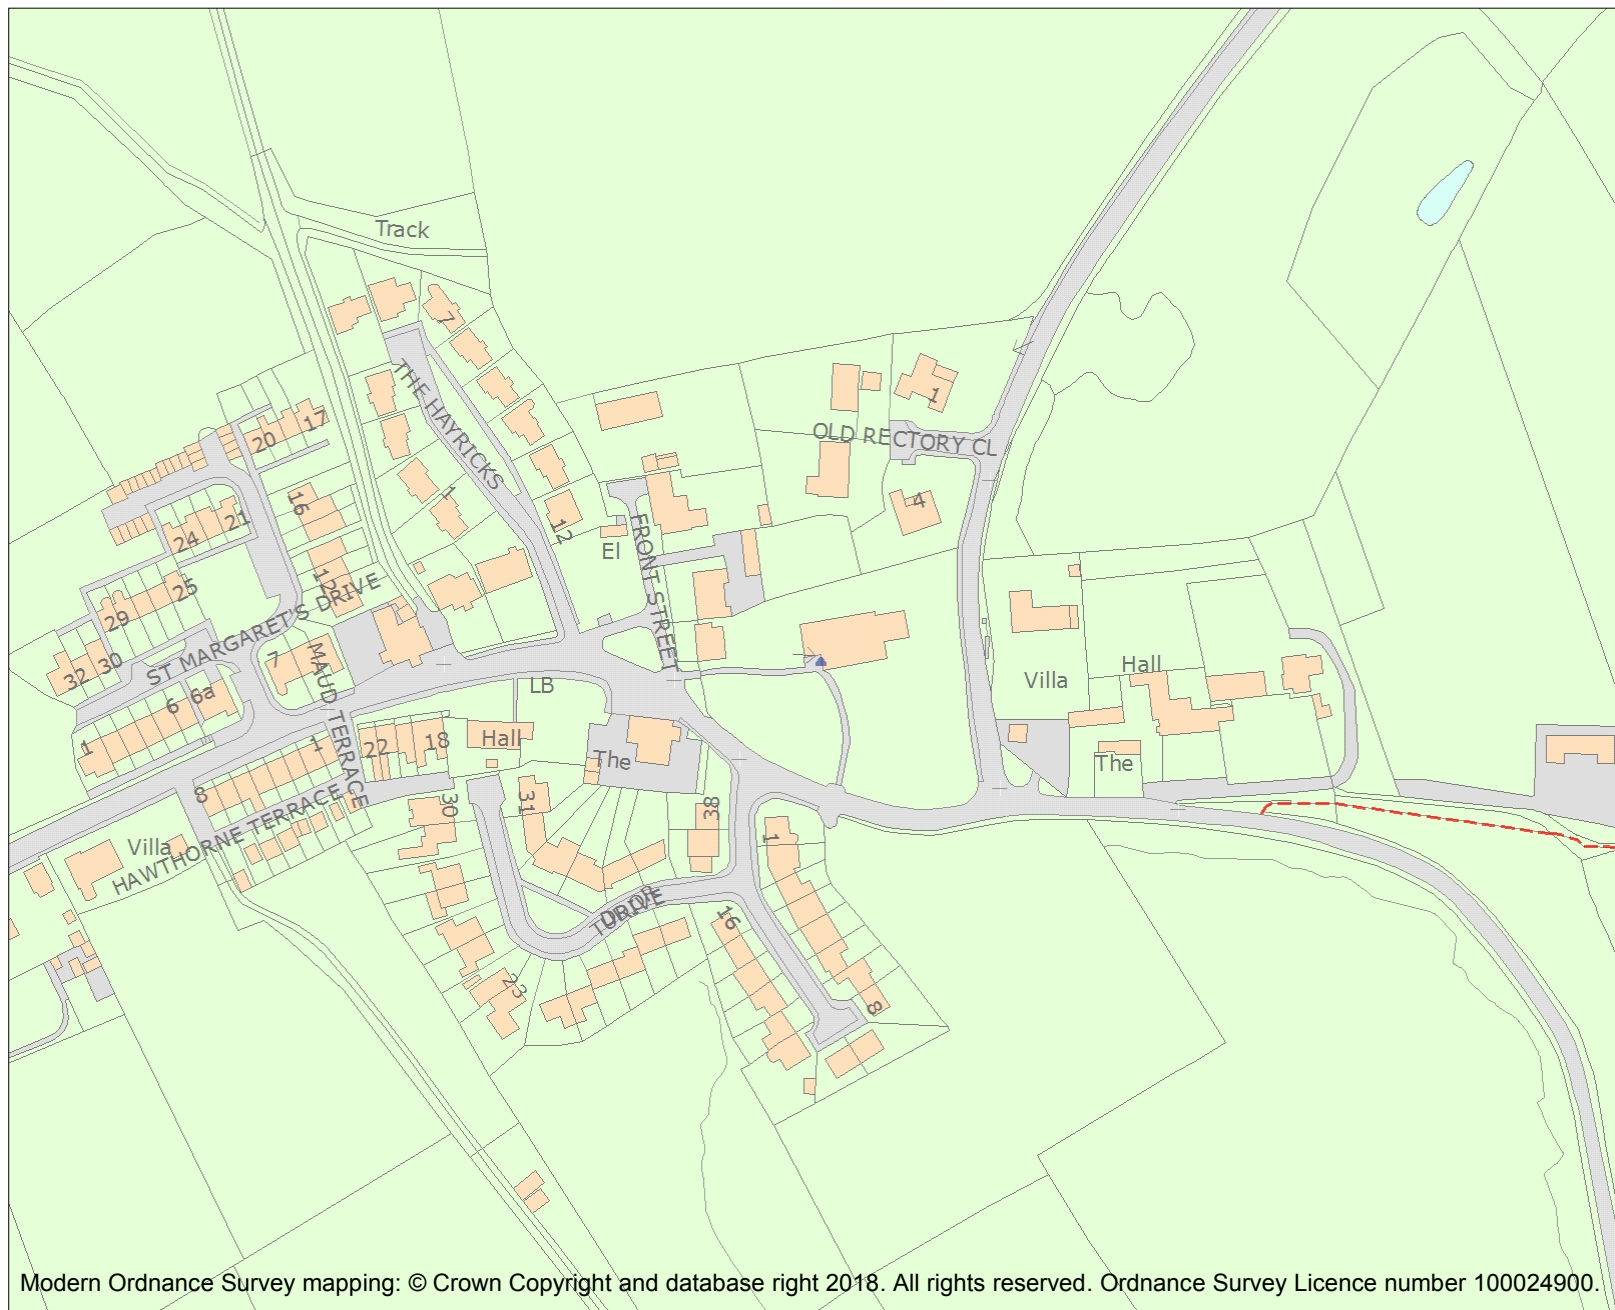 Track
7
THE HAYRICKS
1
12
17
20
16
21
24
12
25
29
32 30
ST MARGARET'S DRIVE
7
6a
6
1
MAUD TERRACE
1
22
18
8
HAWTHORNE TERRACE
Villa
El
FRONT STREET
LB
Hall
The
OLD RECTORY CL
1
4
Villa
Hall
The
30
31
38
1
DRIVE
16
23
8
Modern Ordnance Survey mapping: © Crown Copyright and database right 2018. All rights reserved. Ordnance Survey Licence number 100024900.